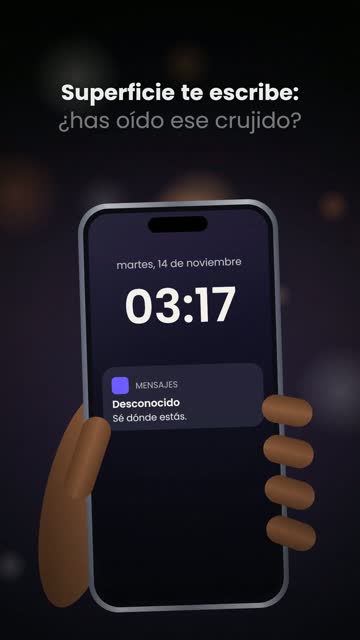 Superficie te escribe:
¿has oído ese crujido?
martes, 14 de noviembre
03:17
MENSAJES
Desconocido
Sé dónde estás.